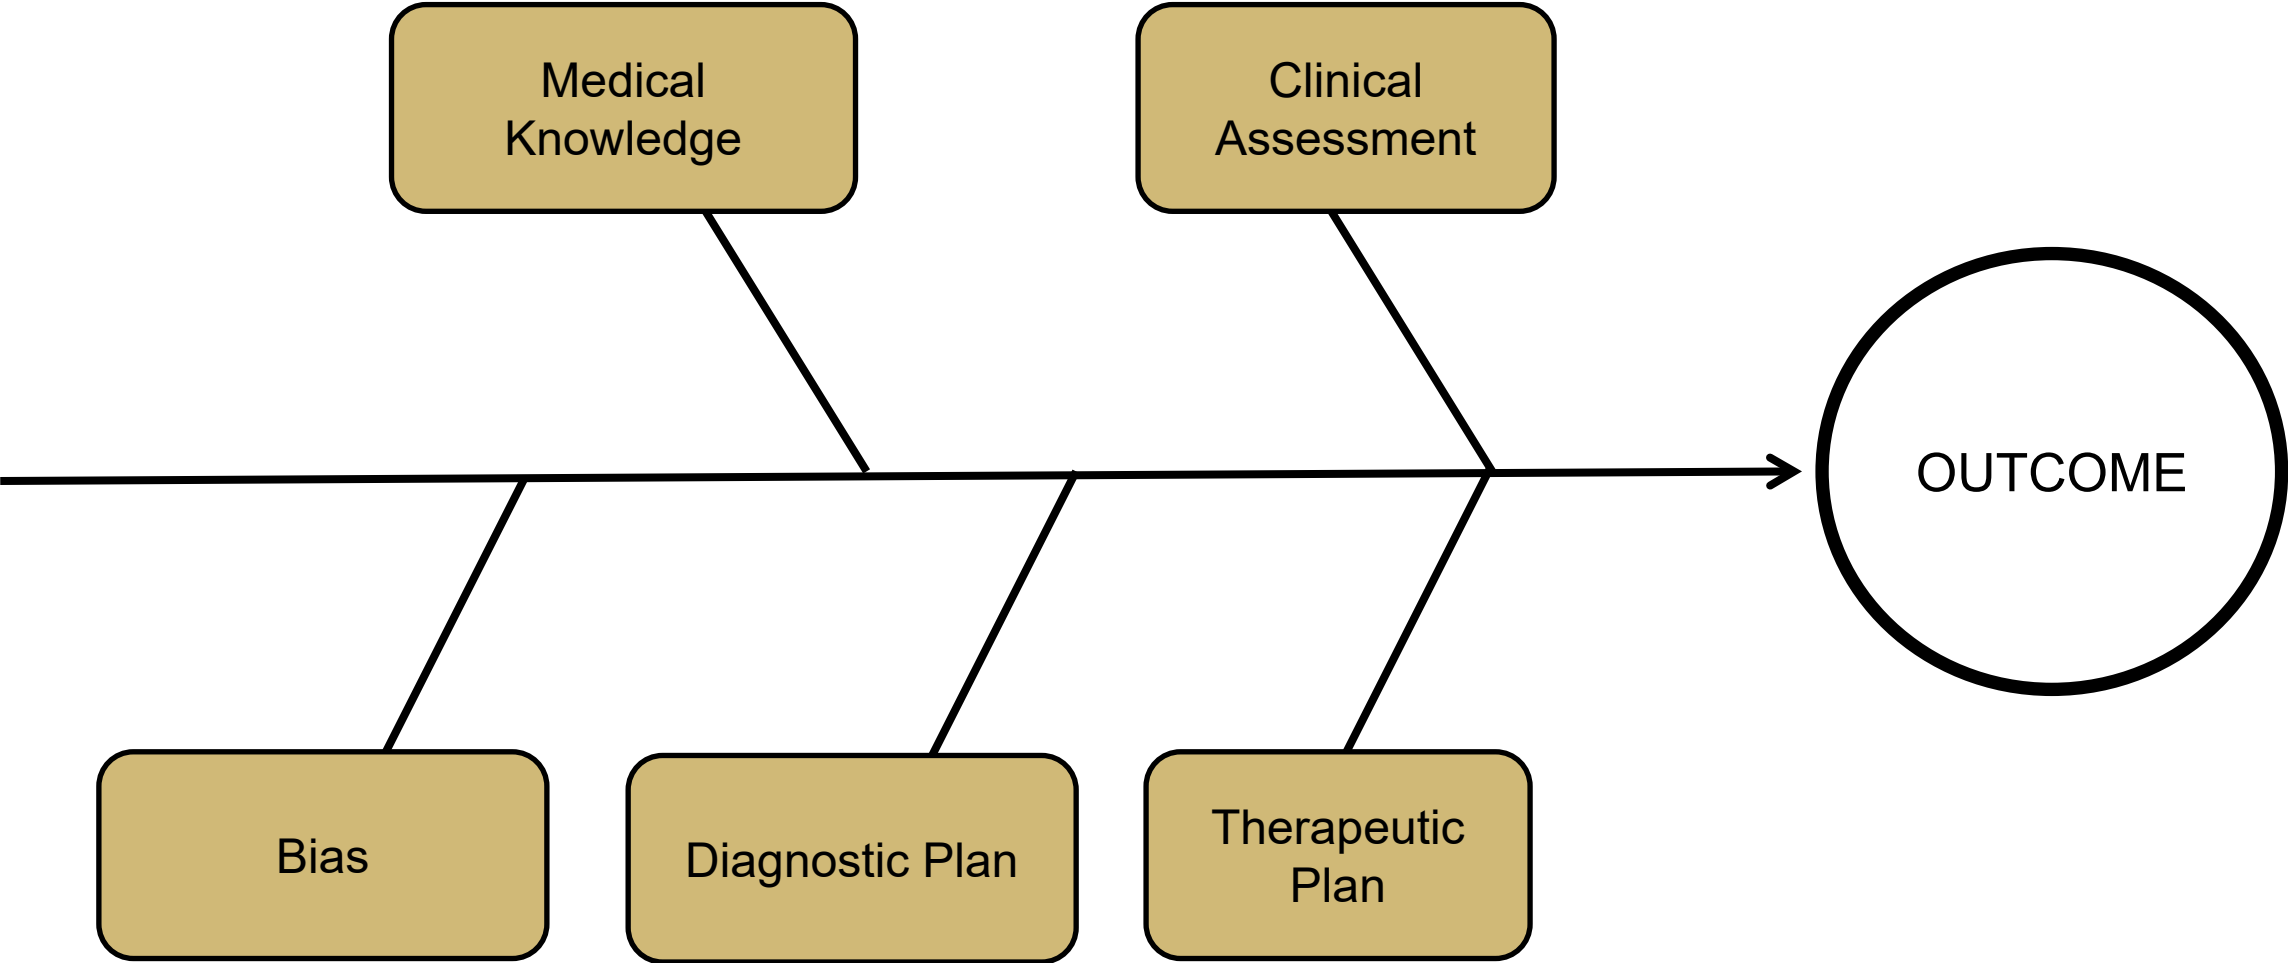 Medical
Knowledge
Clinical
Assessment
OUTCOME
Bias
Diagnostic Plan
Therapeutic
Plan